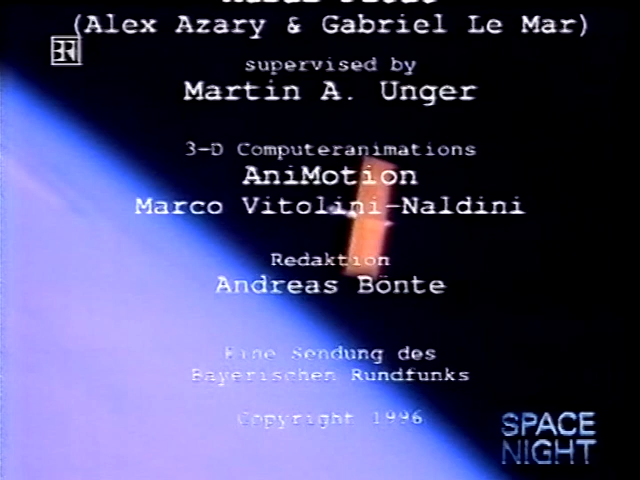 (Alex Azary & Gabriel Le Mar)
BR
supervised by
Martin A. Unger
3-D Computeranimations
AniMotion
Marco Vitolini-Naldini
Redaktion
Andreas Bönte
Eine Sendung des
Bayerischen Rundfunks
Copyright 1996
SPACE
NIGHT